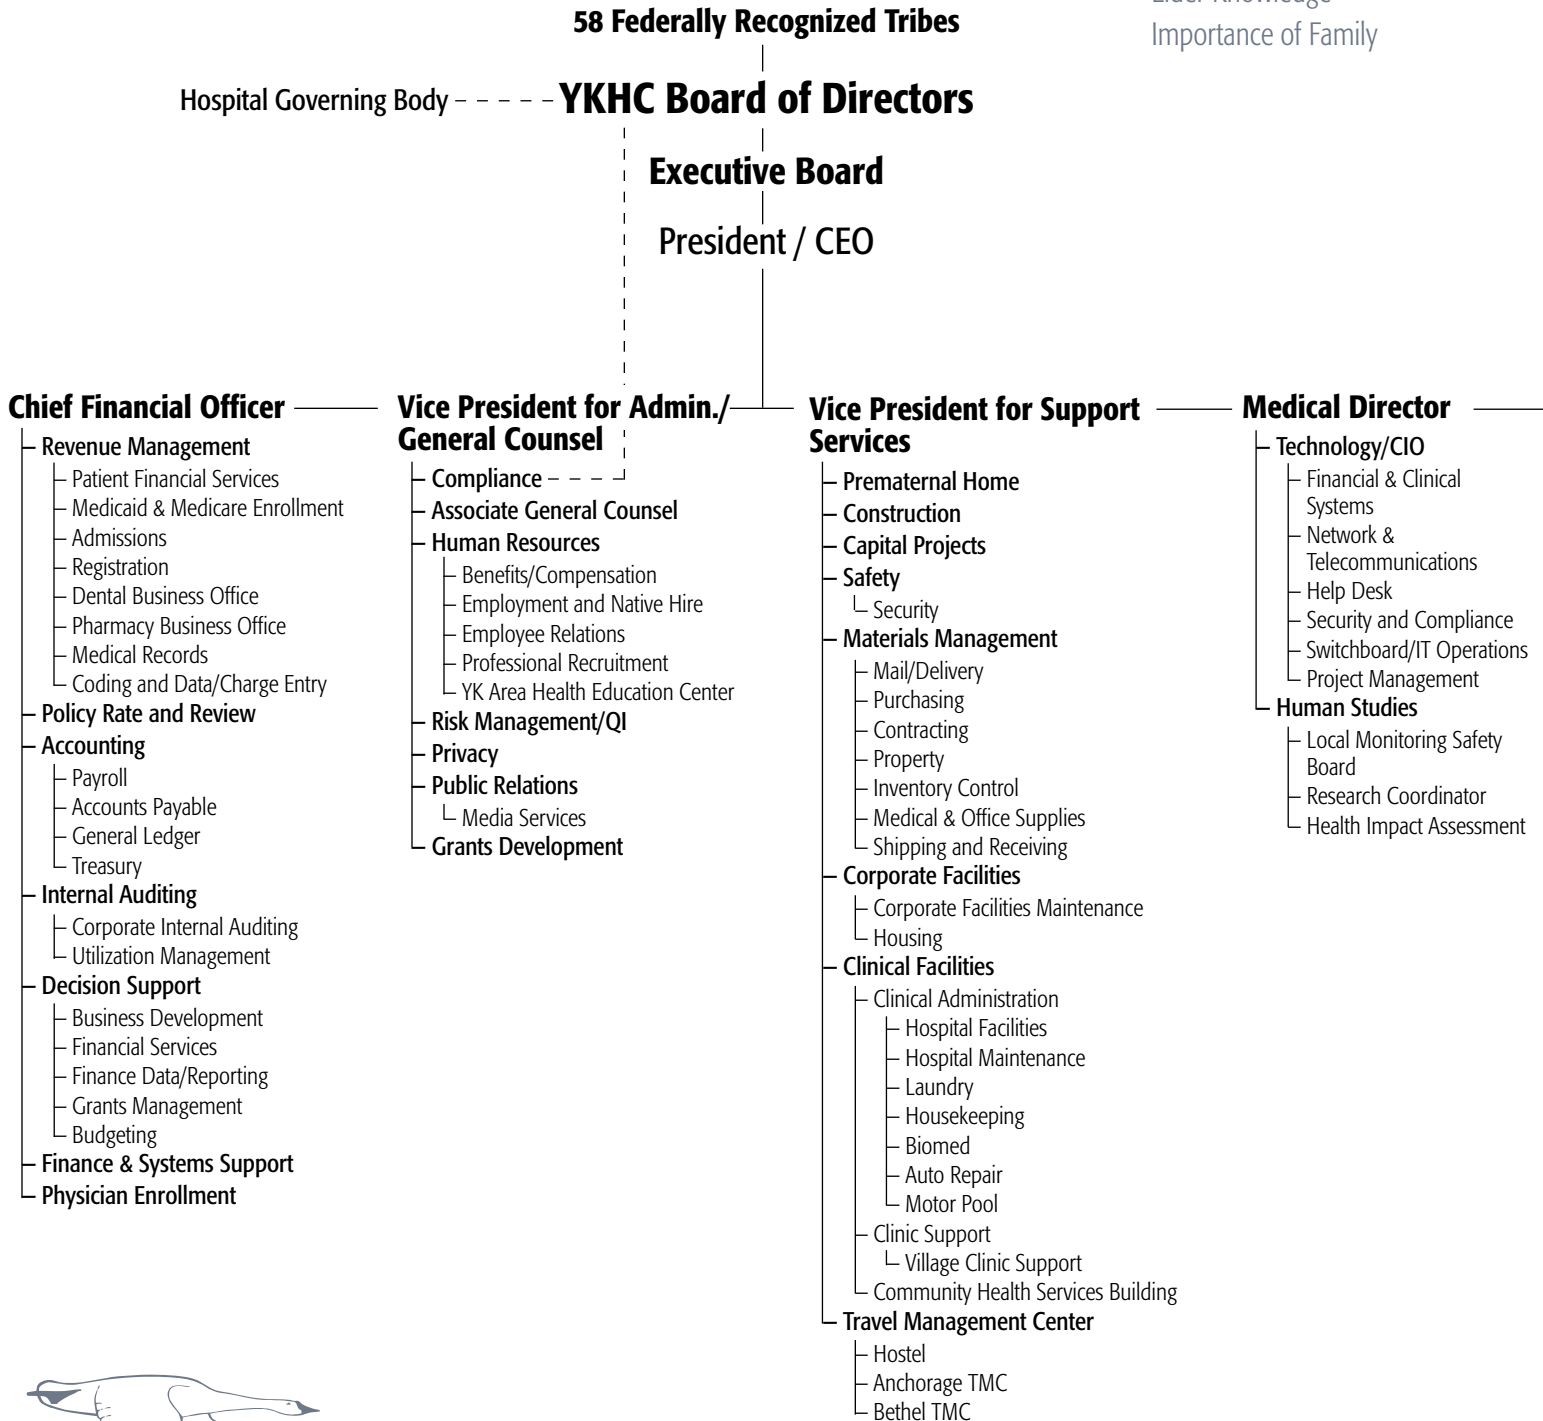 Importance of Family
58 Federally Recognized Tribes
Hospital Governing Body
YKHC Board of Directors
Executive Board
President / CEO
Chief Financial Officer
Revenue Management
Patient Financial Services
Medicaid & Medicare Enrollment
Admissions
Registration
Dental Business Office
Pharmacy Business Office
Medical Records
Coding and Data/Charge Entry
Policy Rate and Review
Accounting
Payroll
Accounts Payable
General Ledger
Treasury
Internal Auditing
Corporate Internal Auditing
Utilization Management
Decision Support
Business Development
Financial Services
Finance Data/Reporting
Grants Management
Budgeting
Finance & Systems Support
Physician Enrollment
Vice President for Admin./
General Counsel
Compliance
Associate General Counsel
Human Resources
Benefits/Compensation
Employment and Native Hire
Employee Relations
Professional Recruitment
YK Area Health Education Center
Risk Management/QI
Privacy
Public Relations
Media Services
Grants Development
Vice President for Support
Services
Prematernal Home
Construction
Capital Projects
Safety
Security
Materials Management
Mail/Delivery
Purchasing
Contracting
Property
Inventory Control
Medical & Office Supplies
Shipping and Receiving
Corporate Facilities
Corporate Facilities Maintenance
Housing
Clinical Facilities
Clinical Administration
Hospital Facilities
Hospital Maintenance
Laundry
Housekeeping
Biomed
Auto Repair
Motor Pool
Clinic Support
Village Clinic Support
Community Health Services Building
Travel Management Center
Hostel
Anchorage TMC
Bethel TMC
Medical Director
Technology/CIO
Financial & Clinical
Systems
Network &
Telecommunications
Help Desk
Security and Compliance
Switchboard/IT Operations
Project Management
Human Studies
Local Monitoring Safety
Board
Research Coordinator
Health Impact Assessment